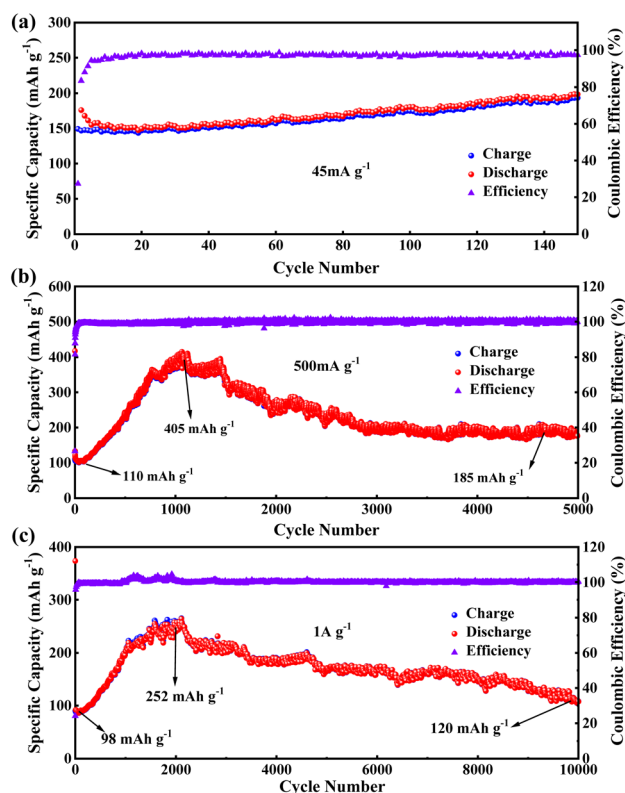 (a)
Specific Capacity (mAh g⁻¹)
300
250
200
150
100
50
0
100
80
60
40
20
0
Coulombic Efficiency (%)
Charge
Discharge
Efficiency
45mA g⁻¹
0 20 40 60 80 100 120 140
Cycle Number
(b)
Specific Capacity (mAh g⁻¹)
600
500
400
300
200
100
0
120
100
80
60
40
20
0
Coulombic Efficiency (%)
500mA g⁻¹
Charge
Discharge
Efficiency
405 mAh g⁻¹
110 mAh g⁻¹
185 mAh g⁻¹
0 1000 2000 3000 4000 5000
Cycle Number
(c)
Specific Capacity (mAh g⁻¹)
400
300
200
100
0
120
100
80
60
40
20
0
Coulombic Efficiency (%)
1A g⁻¹
Charge
Discharge
Efficiency
252 mAh g⁻¹
98 mAh g⁻¹
120 mAh g⁻¹
0 2000 4000 6000 8000 10000
Cycle Number